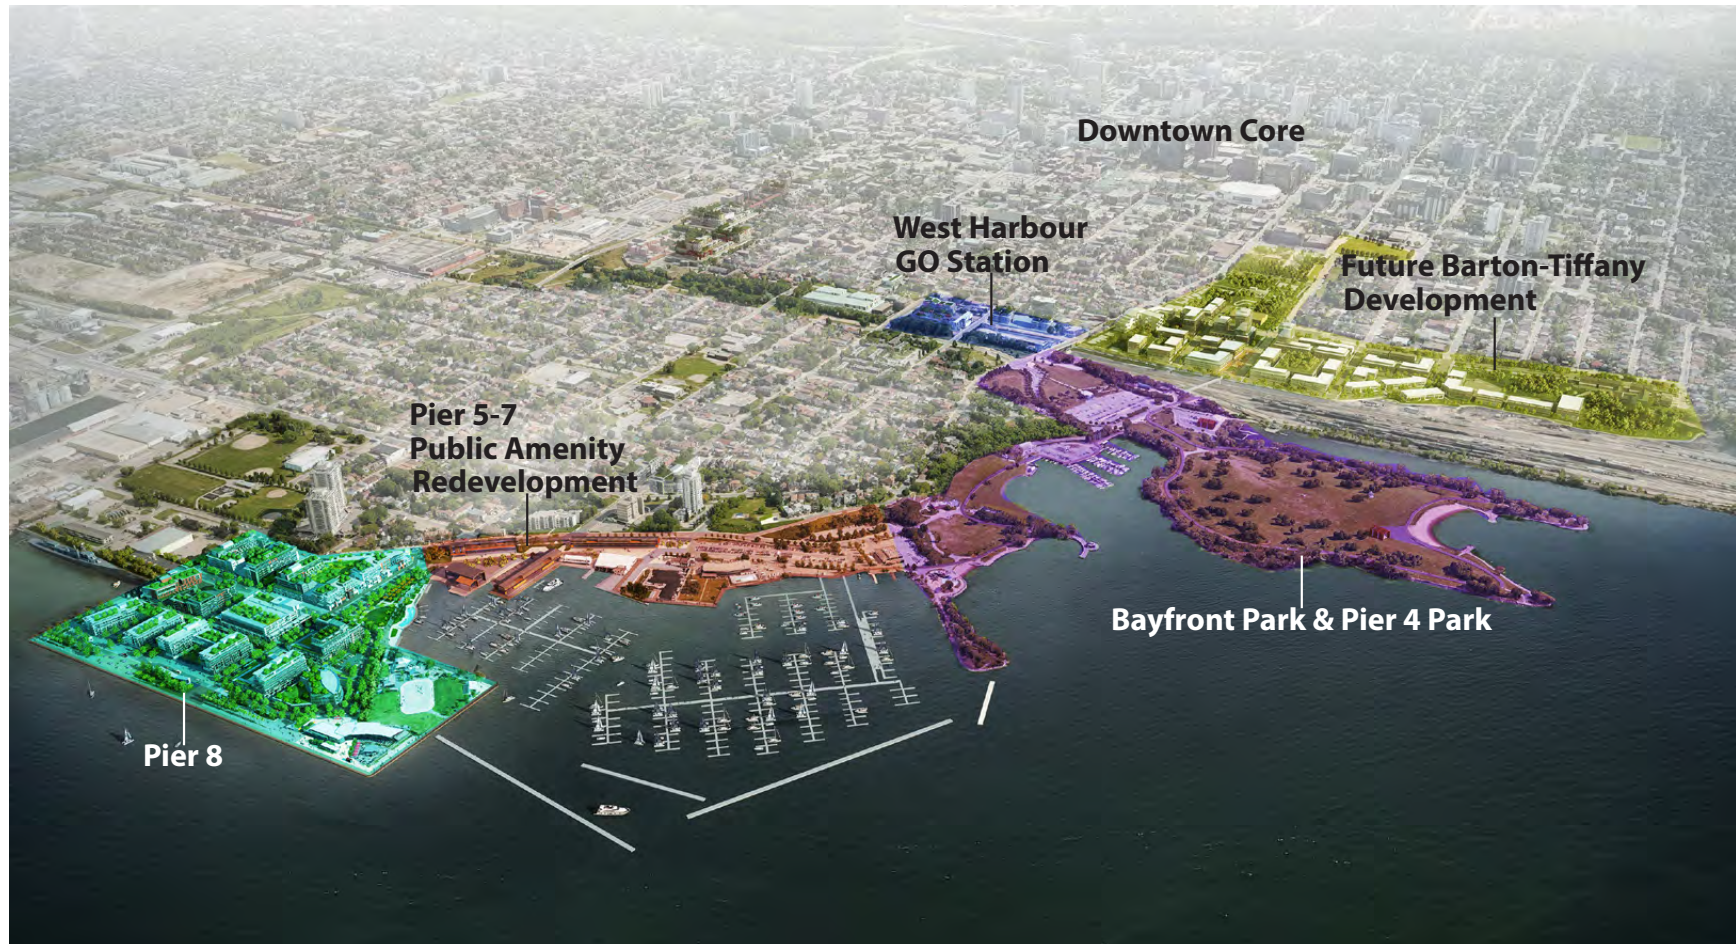 Downtown Core
West Harbour
GO Station
Future Barton-Tiffany
Development
Pier 5-7
Public Amenity
Redevelopment
Bayfront Park & Pier 4 Park
Pier 8